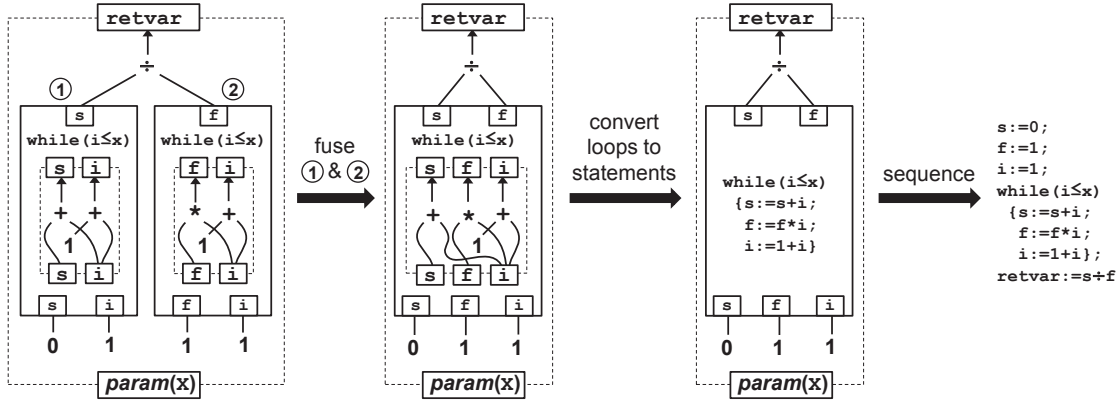 retvar
÷
① ②
s f
while(i≤x) while(i≤x)
s i f i
+ + * +
1 1
s i f i
s i f i
0 1 1 1
param(x)
fuse
① & ②
retvar
÷
s f
while(i≤x)
s f i
+ * +
1
s f i
s f i
0 1 1
param(x)
convert
loops to
statements
retvar
÷
s f
while(i≤x)
{s:=s+i;
f:=f*i;
i:=1+i}
s f i
0 1 1
param(x)
sequence
s:=0;
f:=1;
i:=1;
while(i≤x)
{s:=s+i;
f:=f*i;
i:=1+i};
retvar:=s÷f